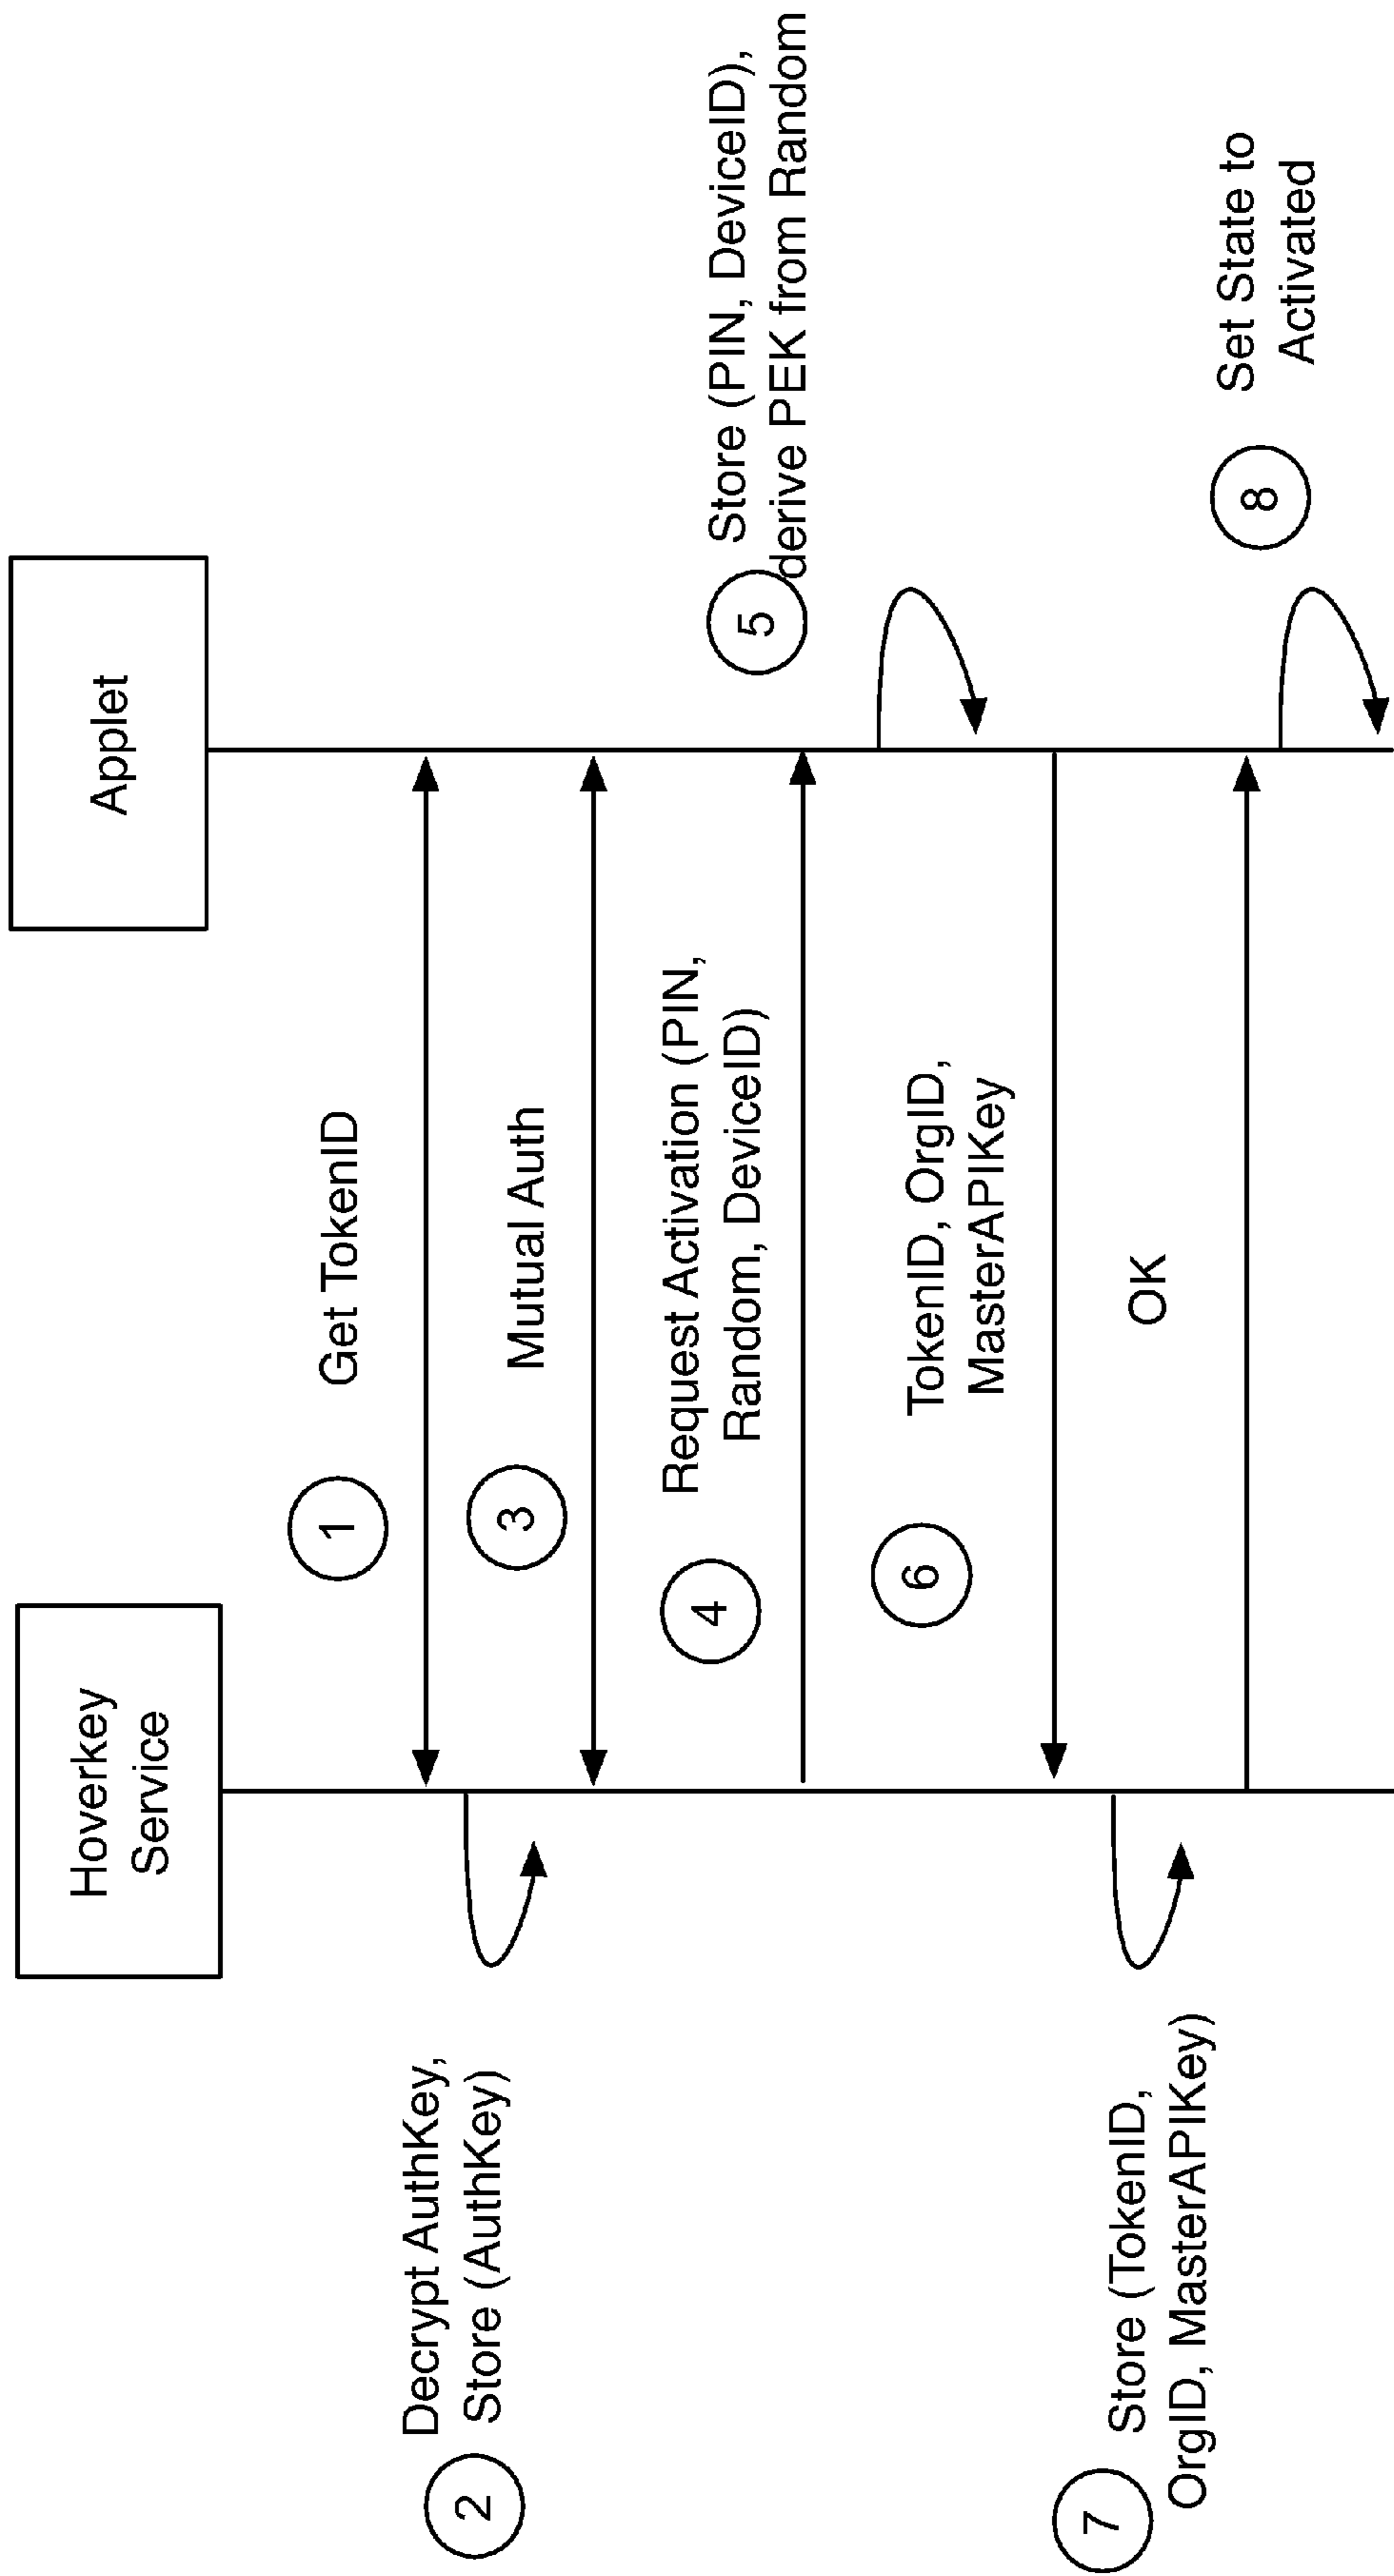 Hoverkey
Service
Applet
1
Get TokenID
2
Decrypt AuthKey,
Store (AuthKey)
3
Mutual Auth
4
Request Activation (PIN,
Random, DeviceID)
5
Store (PIN, DeviceID),
derive PEK from Random
6
TokenID, OrgID,
MasterAPIKey
7
Store (TokenID,
OrgID, MasterAPIKey)
OK
8
Set State to
Activated